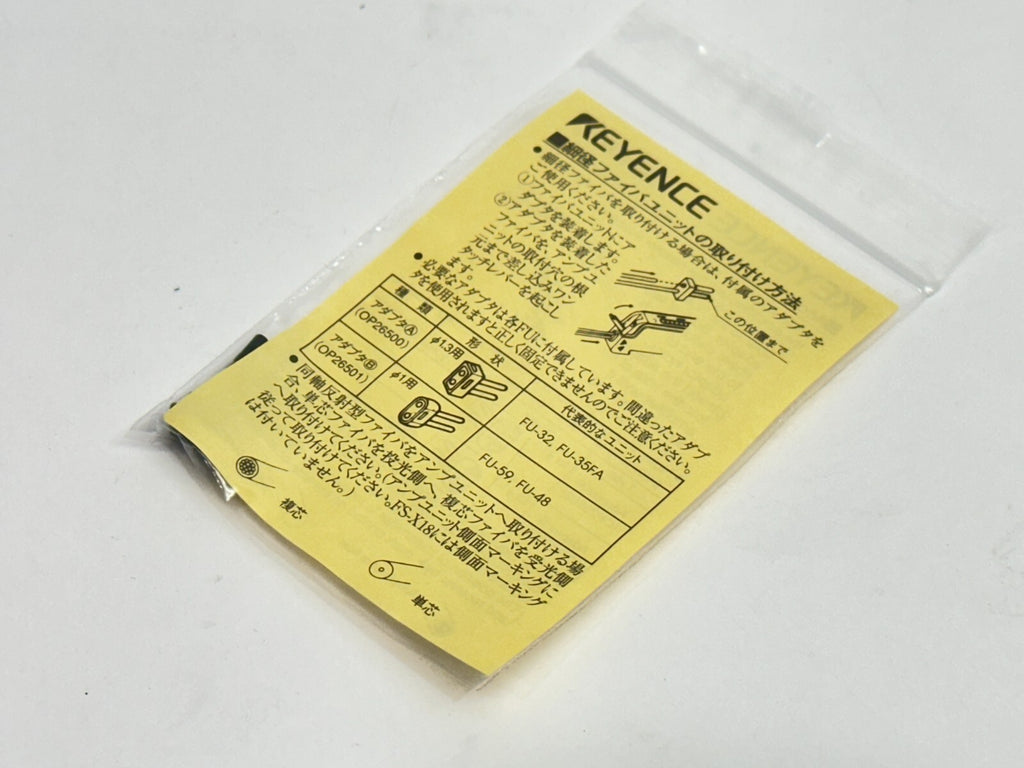 KEYENCE
■細径ファイバユニットの取り付け方法
・細径ファイバを取り付ける場合は、付属のアダプタを
ご使用ください。
①ファイバユニットにア
ダプタを装着します。
②アダプタを装着した
ファイバを、アンプユ
ニットの取付穴の根
元まで差し込みワン
タッチレバーを起こし
ます。
この位置まで
・必要なアダプタは各FUに付属しています。間違ったアダプ
タを使用されますと正しく固定できませんのでご注意ください。
種類 形状 代表的なユニット
アダプタⒶ
(OP26500) φ1.3用 FU-32, FU-35FA
アダプタⒷ
(OP26501) φ1用 FU-59, FU-48
・同軸反射型ファイバをアンプユニットへ取り付ける場
合、単芯ファイバを投光側へ、複芯ファイバを受光側
へ取り付けてください。(アンプユニット側面マーキングに
従って取り付けてください。FS-X18には側面マーキング
は付いていません。)
複芯
単芯